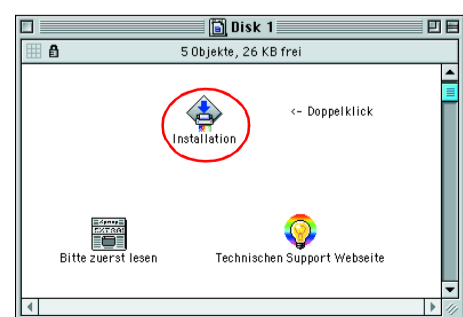 Disk 1
5 Objekte, 26 KB frei
<- Doppelklick
Installation
Bitte zuerst lesen
Technischen Support Webseite